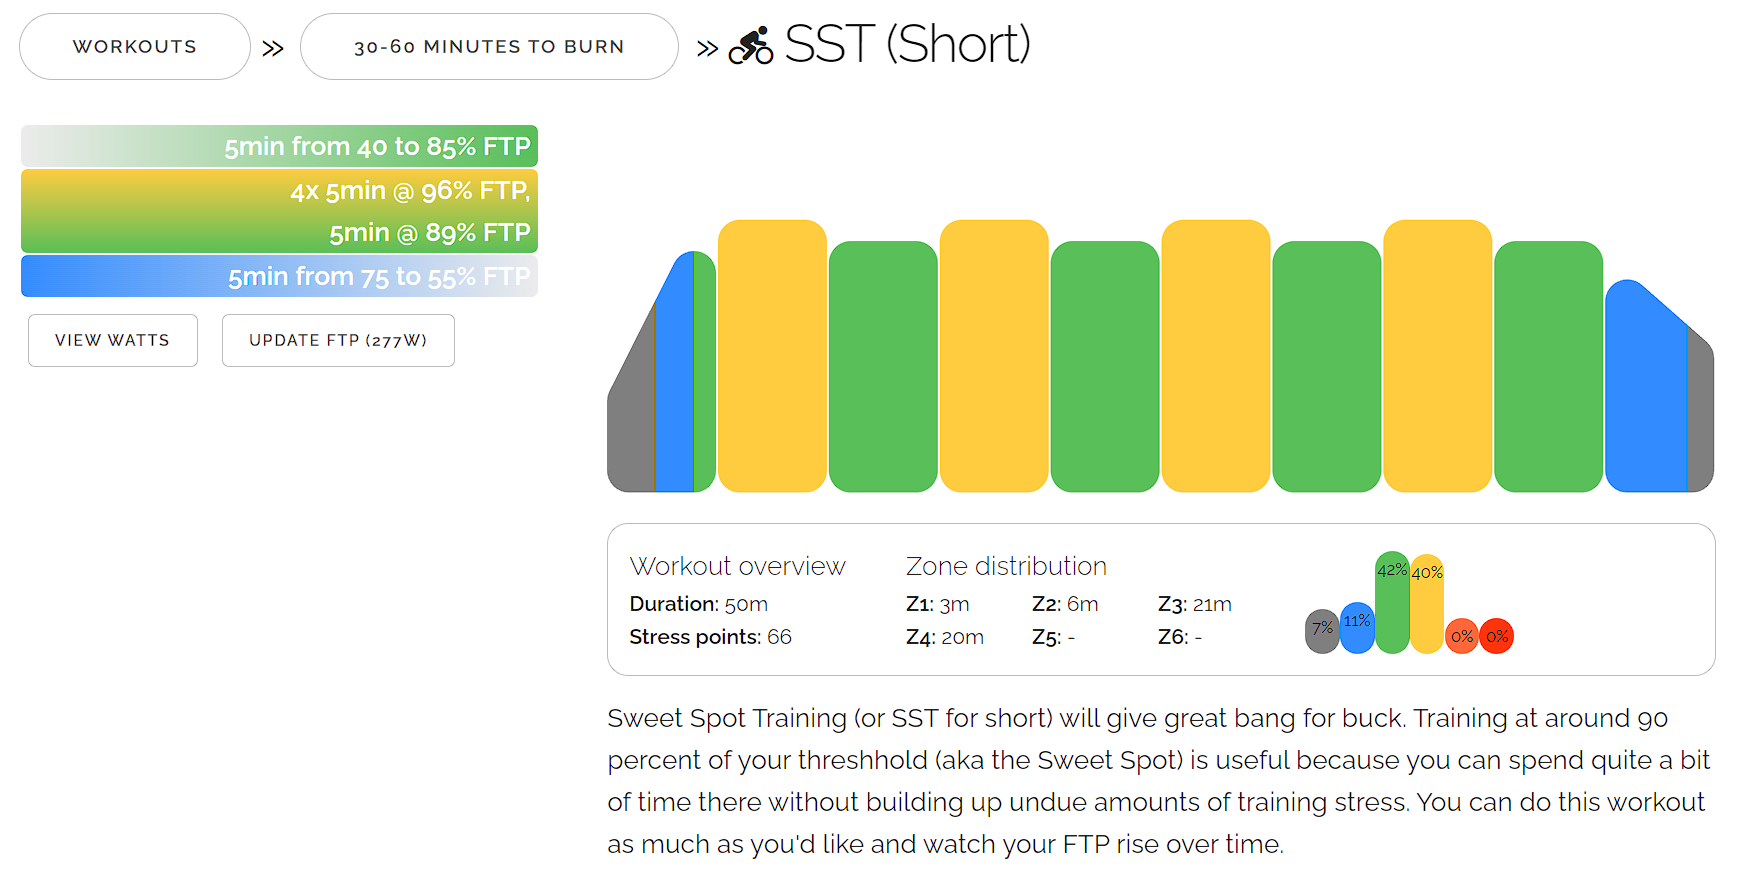 WORKOUTS » 30-60 MINUTES TO BURN » SST (Short)
5min from 40 to 85% FTP
4x 5min @ 96% FTP,
5min @ 89% FTP
5min from 75 to 55% FTP
VIEW WATTS UPDATE FTP (277W)
Workout overview
Duration: 50m
Stress points: 66
Zone distribution
Z1: 3m Z2: 6m Z3: 21m
Z4: 20m Z5: - Z6: -
7% 11% 42% 40% 0% 0%
Sweet Spot Training (or SST for short) will give great bang for buck. Training at around 90
percent of your threshhold (aka the Sweet Spot) is useful because you can spend quite a bit
of time there without building up undue amounts of training stress. You can do this workout
as much as you'd like and watch your FTP rise over time.